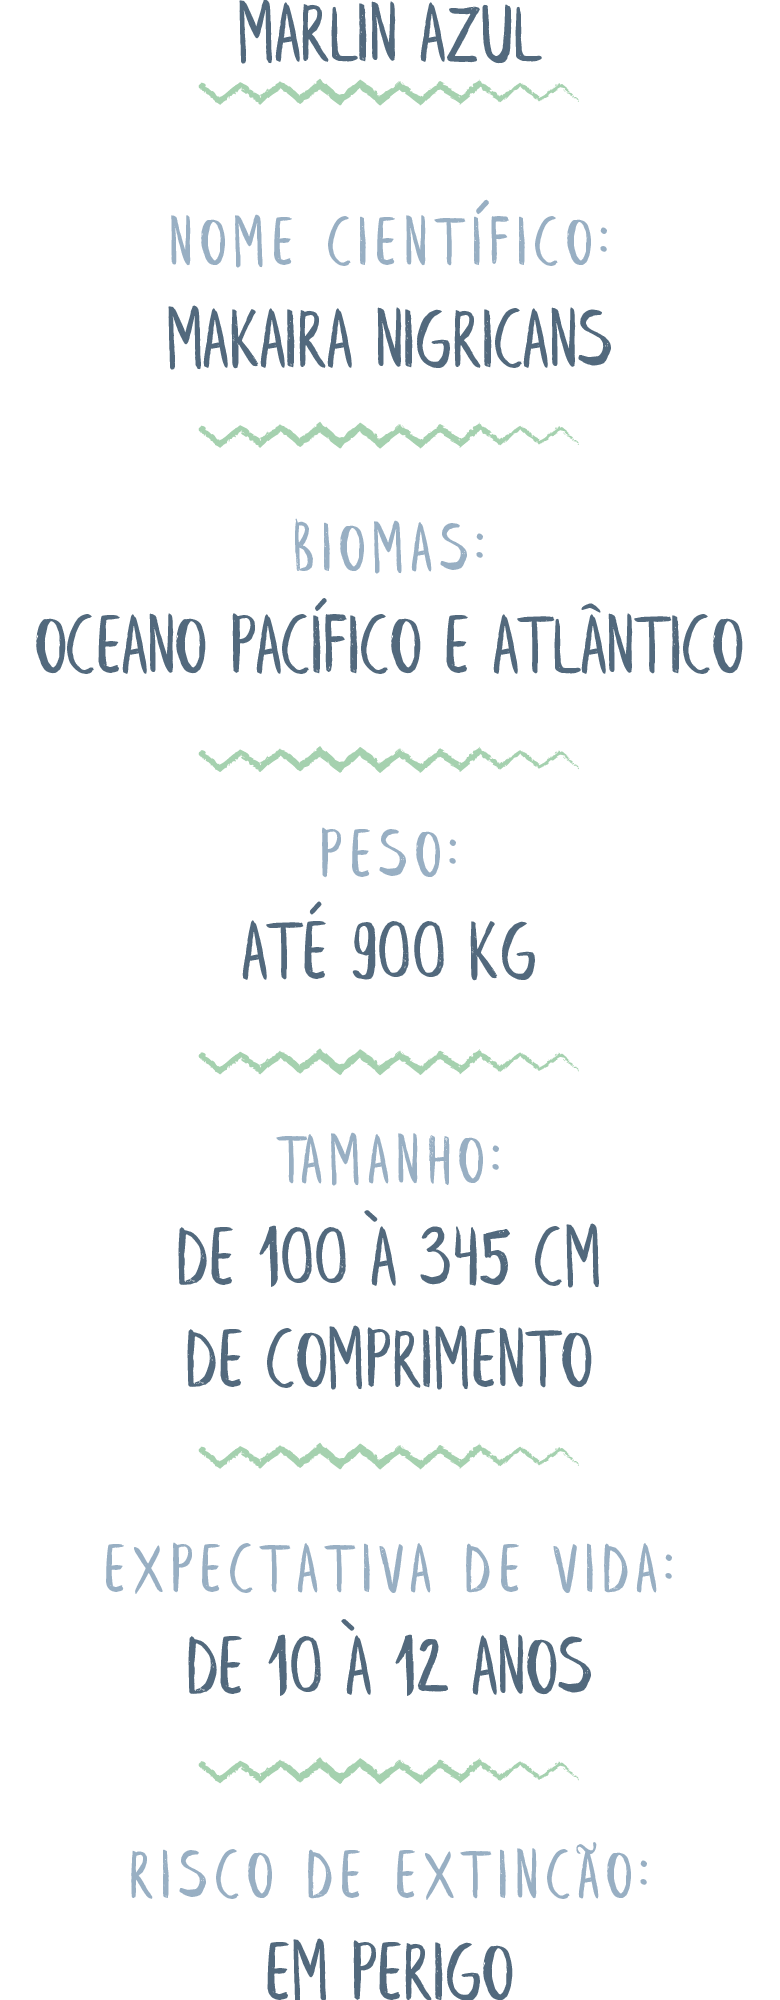 MARLIN AZUL
NOME CIENTÍFICO:
MAKAIRA NIGRICANS
BIOMAS:
OCEANO PACÍFICO E ATLÂNTICO
PESO:
ATÉ 900 KG
TAMANHO:
DE 100 À 345 CM
DE COMPRIMENTO
EXPECTATIVA DE VIDA:
DE 10 À 12 ANOS
RISCO DE EXTINCÃO:
EM PERIGO